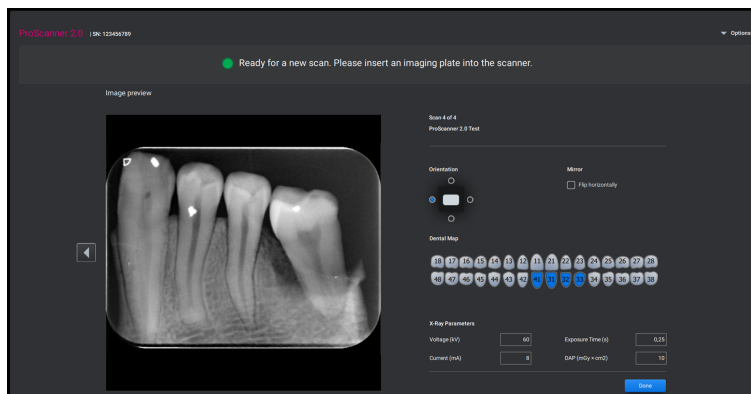 ProScanner 2.0 | SN: 123456789
Options
Ready for a new scan. Please insert an imaging plate into the scanner.
Image preview
Scan 4 of 4
ProScanner 2.0 Test
Orientation
Mirror
Flip horizontally
Dental Map
18 17 16 15 14 13 12 11 21 22 23 24 25 26 27 28
48 47 46 45 44 43 42 41 31 32 33 34 35 36 37 38
X-Ray Parameters
Voltage (kV) 60 Exposure Time (s) 0,25
Current (mA) 8 DAP (mGy × cm2) 10
Done